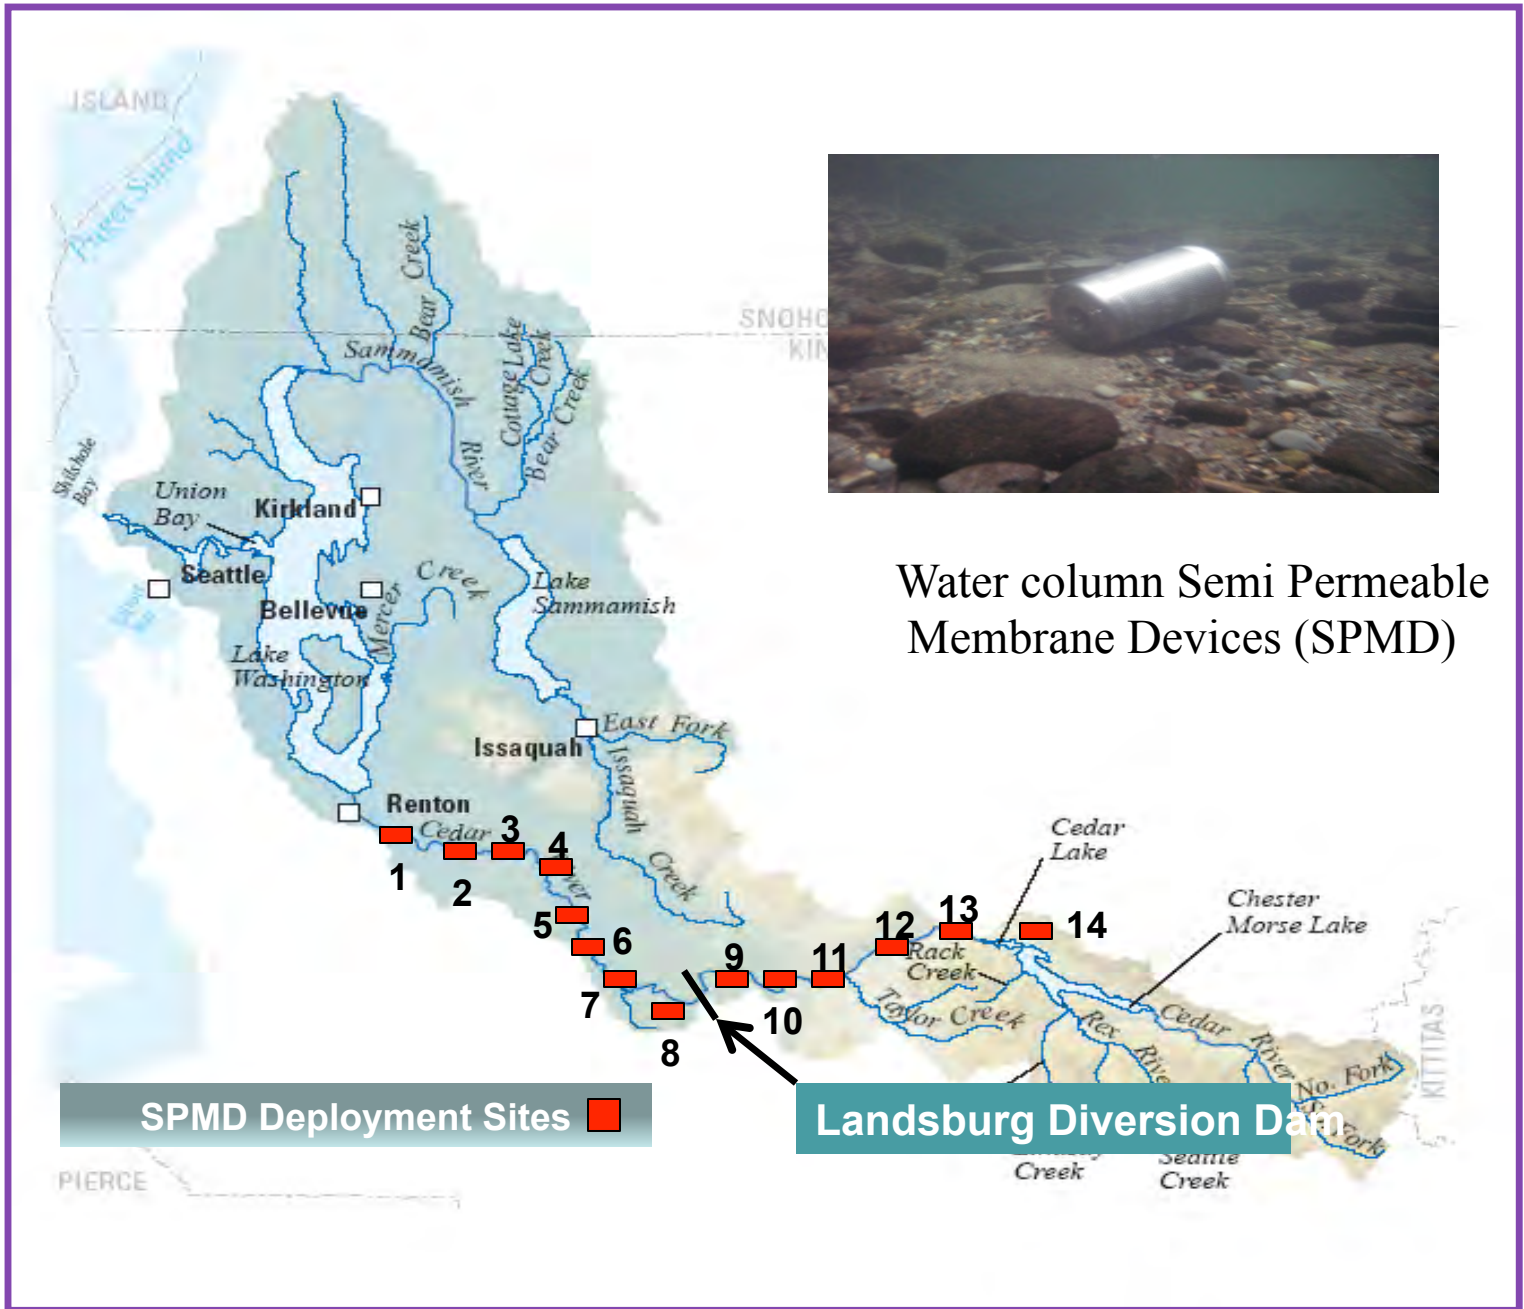 ISLAND
Puget Sound
SNOHO
KIN
Bear Creek
Sammamish
River
Cottage Lake
Creek
Bear Creek
Shilshole
Bay
Union
Bay
Kirkland
Seattle
Bellevue
Mercer
Creek
Lake
Sammamish
Lake
Washington
Water column Semi Permeable
Membrane Devices (SPMD)
Issaquah
East Fork
Issaquah
Creek
Renton
Cedar
River
1
2
3
4
5
6
7
8
9
10
11
12
13
14
Cedar
Lake
Chester
Morse Lake
Rack
Creek
Taylor Creek
Rex
River
Cedar
River
No. Fork
S. Fork
KITTITAS
SPMD Deployment Sites
Landsburg Diversion Dam
Creek
Seattle
Creek
PIERCE